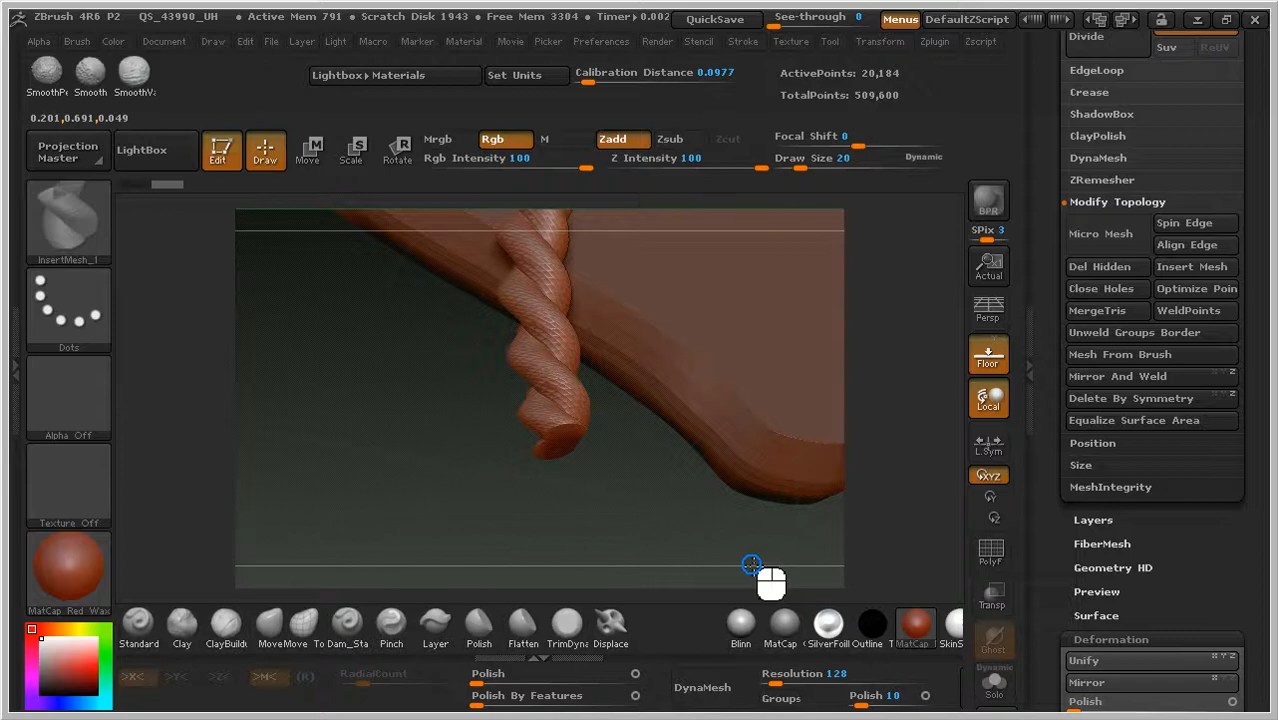 ZBrush 4R6 P2 QS_43990_UH • Active Mem 791 • Scratch Disk 1943 • Free Mem 3304 • Timer▸0.002 QuickSave See-through 0 Menus DefaultZScript
Alpha Brush Color Document Draw Edit File Layer Light Macro Marker Material Movie Picker Preferences Render Stencil Stroke Texture Tool Transform Zplugin Zscript
SmoothPe Smooth SmoothVa
Lightbox▸Materials Set Units Calibration Distance 0.0977 ActivePoints: 20,184
TotalPoints: 509,600
0.201,0.691,0.049
Projection Master LightBox Edit Draw Move Scale Rotate
Mrgb Rgb M Zadd Zsub Zcut Focal Shift 0
Rgb Intensity 100 Z Intensity 100 Draw Size 20 Dynamic
InsertMesh_1
Dots
Alpha Off
Texture Off
MatCap Red Wax
BPR
SPix 3
Actual
Persp
Floor
Local
L.Sym
XYZ
Y
Z
PolyF
Transp
Ghost
Dynamic
Solo
Divide
Suv ReUV
EdgeLoop
Crease
ShadowBox
ClayPolish
DynaMesh
ZRemesher
Modify Topology
Micro Mesh Spin Edge
Align Edge
Del Hidden Insert Mesh
Close Holes Optimize Poin
MergeTris WeldPoints
Unweld Groups Border
Mesh From Brush
Mirror And Weld
Delete By Symmetry
Equalize Surface Area
Position
Size
MeshIntegrity
Layers
FiberMesh
Geometry HD
Preview
Surface
Deformation
Unify
Mirror
Polish
Standard Clay ClayBuildu Move Move To Dam_Sta Pinch Layer Polish Flatten TrimDyna Displace Blinn MatCap (SilverFoil Outline MatCap SkinS
>X< >Y< >Z< >M< (R) RadialCount
Polish
Polish By Features
DynaMesh
Resolution 128
Groups Polish 10